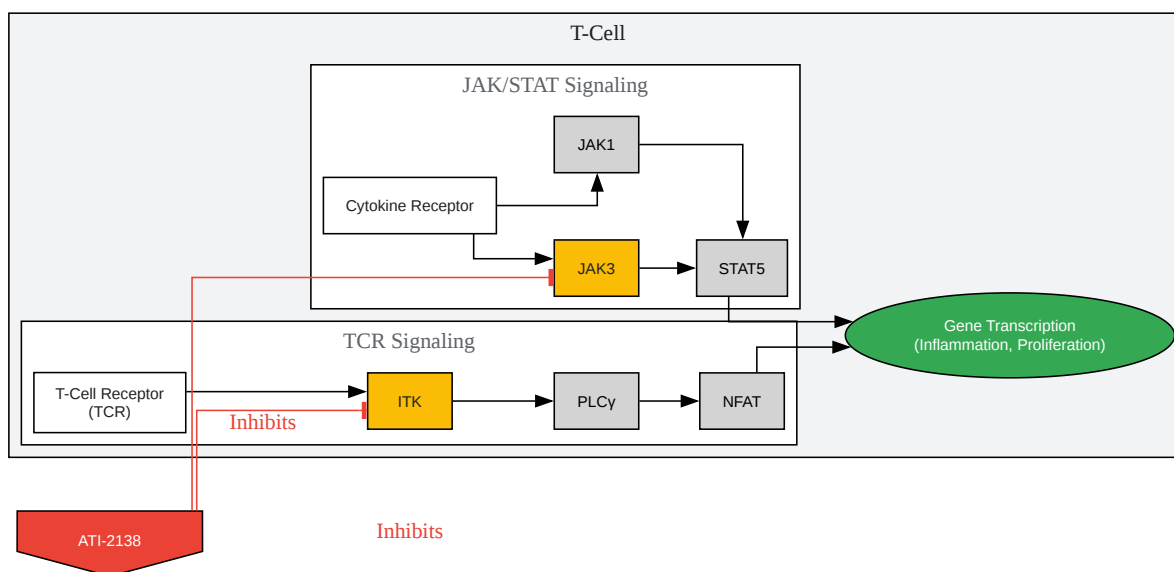 T-Cell
JAK/STAT Signaling
JAK1
Cytokine Receptor
JAK3
STAT5
Gene Transcription
(Inflammation, Proliferation)
TCR Signaling
T-Cell Receptor
(TCR)
ITK
PLCγ
NFAT
Inhibits
Inhibits
ATI-2138